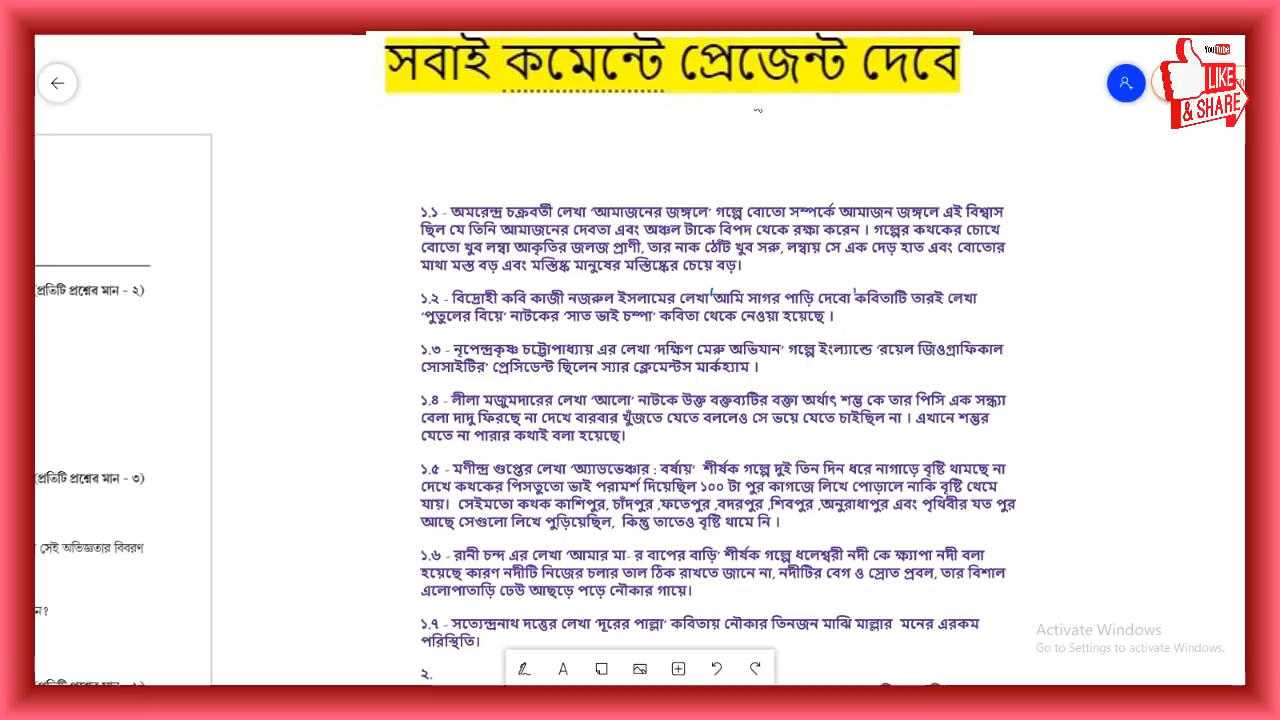 সবাই কমেন্টে প্রেজেন্ট দেবে
YouTube
LIKE
& SHARE
(প্রতিটি প্রশ্নের মান - ২)
(প্রতিটি প্রশ্নের মান - ৩)
সেই অভিজ্ঞতার বিবরণ
ন?
১.১ - অমরেন্দ্র চক্রবর্তী লেখা ‘আমাজনের জঙ্গলে’ গল্পে বোতো সম্পর্কে আমাজন জঙ্গলে এই বিশ্বাস
ছিল যে তিনি আমাজনের দেবতা এবং অঞ্চল টাকে বিপদ থেকে রক্ষা করেন । গল্পের কথকের চোখে
বোতো খুব লম্বা আকৃতির জলজ প্রাণী, তার নাক ঠোঁট খুব সরু, লম্বায় সে এক দেড় হাত এবং বোতোর
মাথা মস্ত বড় এবং মস্তিষ্ক মানুষের মস্তিষ্কের চেয়ে বড়।
১.২ - বিদ্রোহী কবি কাজী নজরুল ইসলামের লেখা 'আমি সাগর পাড়ি দেবো 'কবিতাটি তারই লেখা
‘পুতুলের বিয়ে’ নাটকের ‘সাত ভাই চম্পা’ কবিতা থেকে নেওয়া হয়েছে ।
১.৩ - নৃপেন্দ্রকৃষ্ণ চট্টোপাধ্যায় এর লেখা ‘দক্ষিণ মেরু অভিযান’ গল্পে ইংল্যান্ডে ‘রয়েল জিওগ্রাফিকাল
সোসাইটির’ প্রেসিডেন্ট ছিলেন স্যার ক্লেমেন্টস মার্কহ্যাম ।
১.৪ - লীলা মজুমদারের লেখা ‘আলো’ নাটকে উক্ত বক্তব্যটির বক্তা অর্থাৎ শম্ভু কে তার পিসি এক সন্ধ্যা
বেলা দাদু ফিরছে না দেখে বারবার খুঁজতে যেতে বললেও সে ভয়ে যেতে চাইছিল না । এখানে শম্ভুর
যেতে না পারার কথাই বলা হয়েছে।
১.৫ - মণীন্দ্র গুপ্তের লেখা ‘অ্যাডভেঞ্চার : বর্ষায়’ শীর্ষক গল্পে দুই তিন দিন ধরে নাগাড়ে বৃষ্টি থামছে না
দেখে কথকের পিসতুতো ভাই পরামর্শ দিয়েছিল ১০০ টা পুর কাগজে লিখে পোড়ালে নাকি বৃষ্টি থেমে
যায়। সেইমতো কথক কাশিপুর, চাঁদপুর ,ফতেপুর ,বদরপুর ,শিবপুর ,অনুরাধাপুর এবং পৃথিবীর যত পুর
আছে সেগুলো লিখে পুড়িয়েছিল, কিন্তু তাতেও বৃষ্টি থামে নি ।
১.৬ - রানী চন্দ এর লেখা ‘আমার মা- র বাপের বাড়ি’ শীর্ষক গল্পে ধলেশ্বরী নদী কে ক্ষ্যাপা নদী বলা
হয়েছে কারণ নদীটি নিজের চলার তাল ঠিক রাখতে জানে না, নদীটির বেগ ও স্রোত প্রবল, তার বিশাল
এলোপাতাড়ি ঢেউ আছড়ে পড়ে নৌকার গায়ে।
১.৭ - সত্যেন্দ্রনাথ দত্তের লেখা ‘দূরের পাল্লা’ কবিতায় নৌকার তিনজন মাঝি মাল্লার মনের এরকম
পরিস্থিতি।
২.
Activate Windows
Go to Settings to activate Windows.